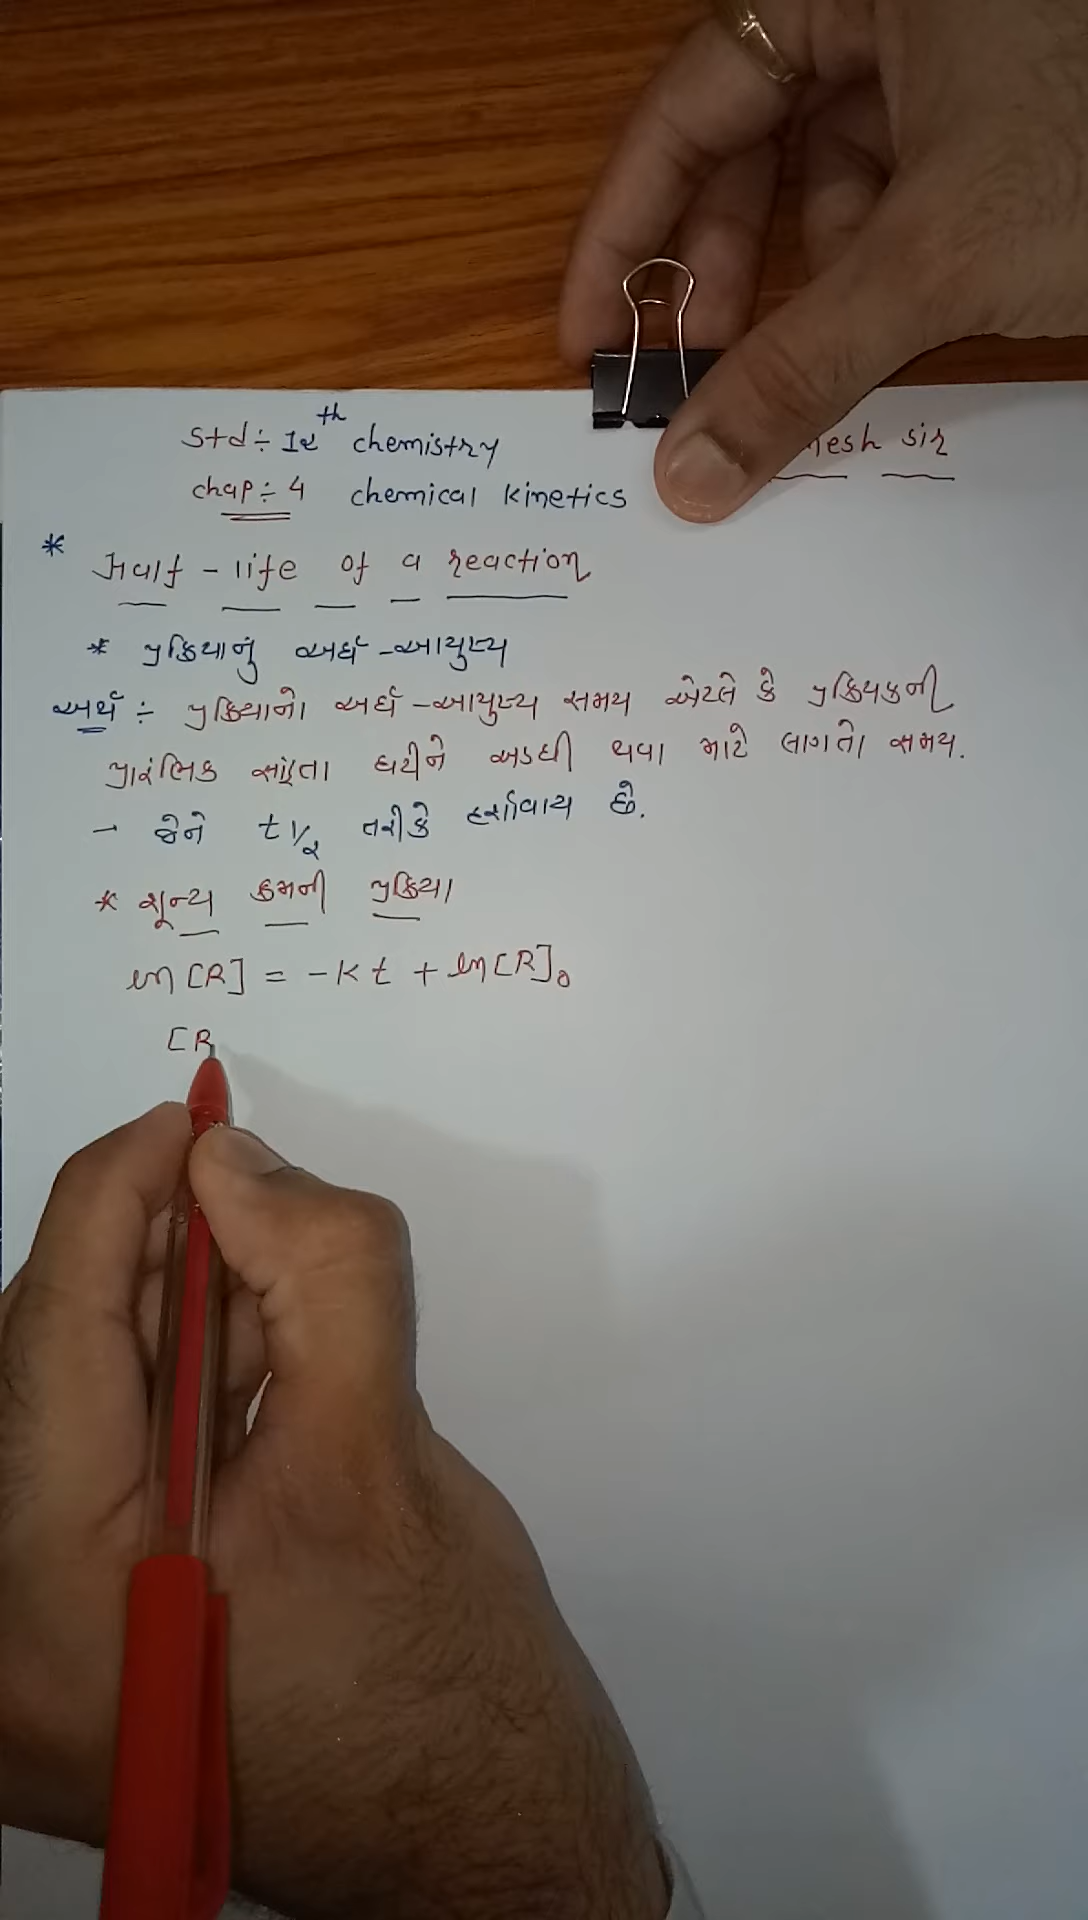 Std÷ 12th chemistry
sir
chap÷ 4 chemical kinetics
* Half-life of a reaction
* પ્રક્રિયાનું અર્ધ-આયુષ્ય
અર્થ ÷ પ્રક્રિયાનો અર્ધ-આયુષ્ય સમય એટલે કે પ્રક્રિયકની
પ્રારંભિક સાંદ્રતા ઘટીને અડધી થવા માટે લાગતો સમય.
→ જેને t1/2 તરીકે દર્શાવાય છે.
* શૂન્ય ક્રમની પ્રક્રિયા
ln[R] = -Kt + ln[R]₀
[R